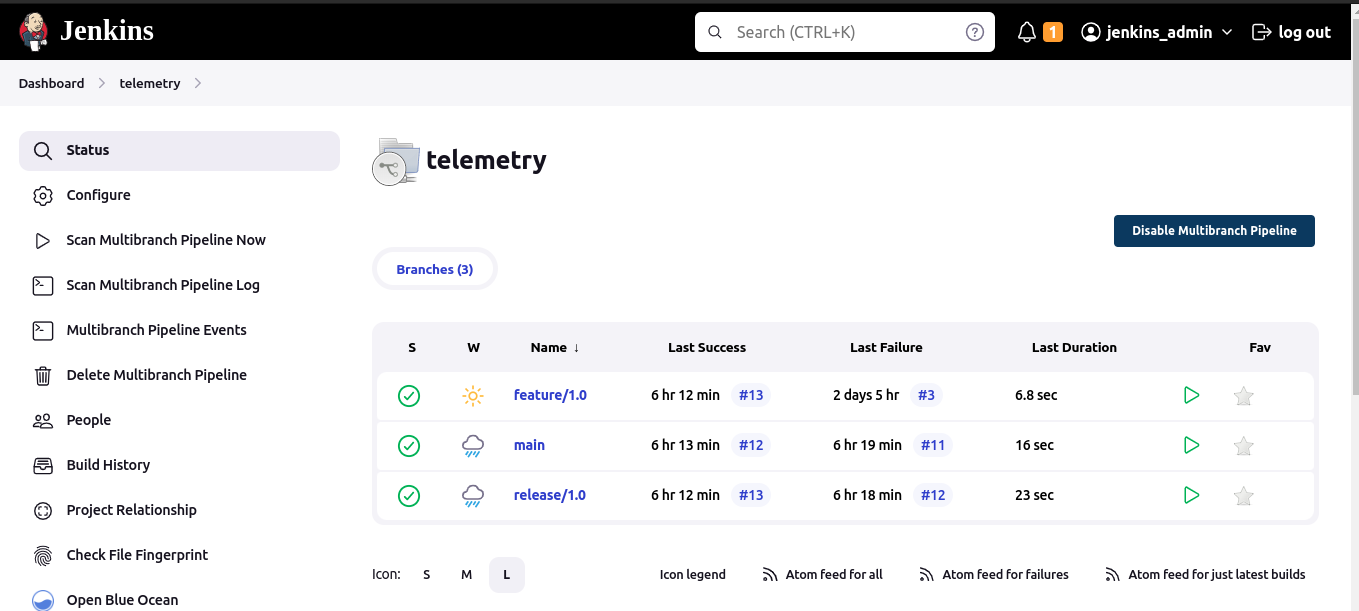 Jenkins
Search (CTRL+K)
?
1
jenkins_admin
log out
Dashboard
telemetry
Status
Configure
Scan Multibranch Pipeline Now
Scan Multibranch Pipeline Log
Multibranch Pipeline Events
Delete Multibranch Pipeline
People
Build History
Project Relationship
Check File Fingerprint
Open Blue Ocean
telemetry
Disable Multibranch Pipeline
Branches (3)
S W Name ↓ Last Success Last Failure Last Duration Fav
feature/1.0 6 hr 12 min #13 2 days 5 hr #3 6.8 sec
main 6 hr 13 min #12 6 hr 19 min #11 16 sec
release/1.0 6 hr 12 min #13 6 hr 18 min #12 23 sec
Icon: S M L Icon legend Atom feed for all Atom feed for failures Atom feed for just latest builds